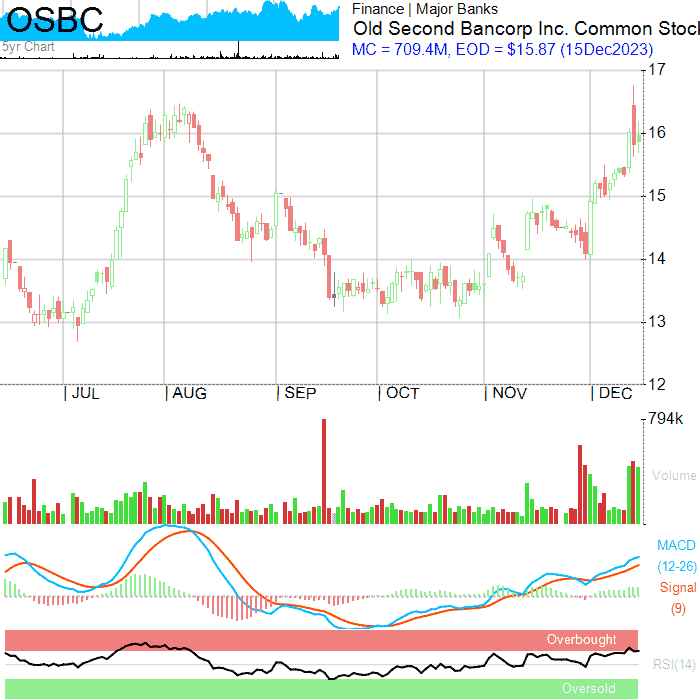 OSBC
5yr Chart
Finance | Major Banks
Old Second Bancorp Inc. Common Stoc
MC = 709.4M, EOD = $15.87 (15Dec2023)
17
16
15
14
13
12
| JUL | AUG | SEP | OCT | NOV | DEC
794k
Volume
MACD
(12-26)
Signal
(9)
Overbought
RSI(14)
Oversold